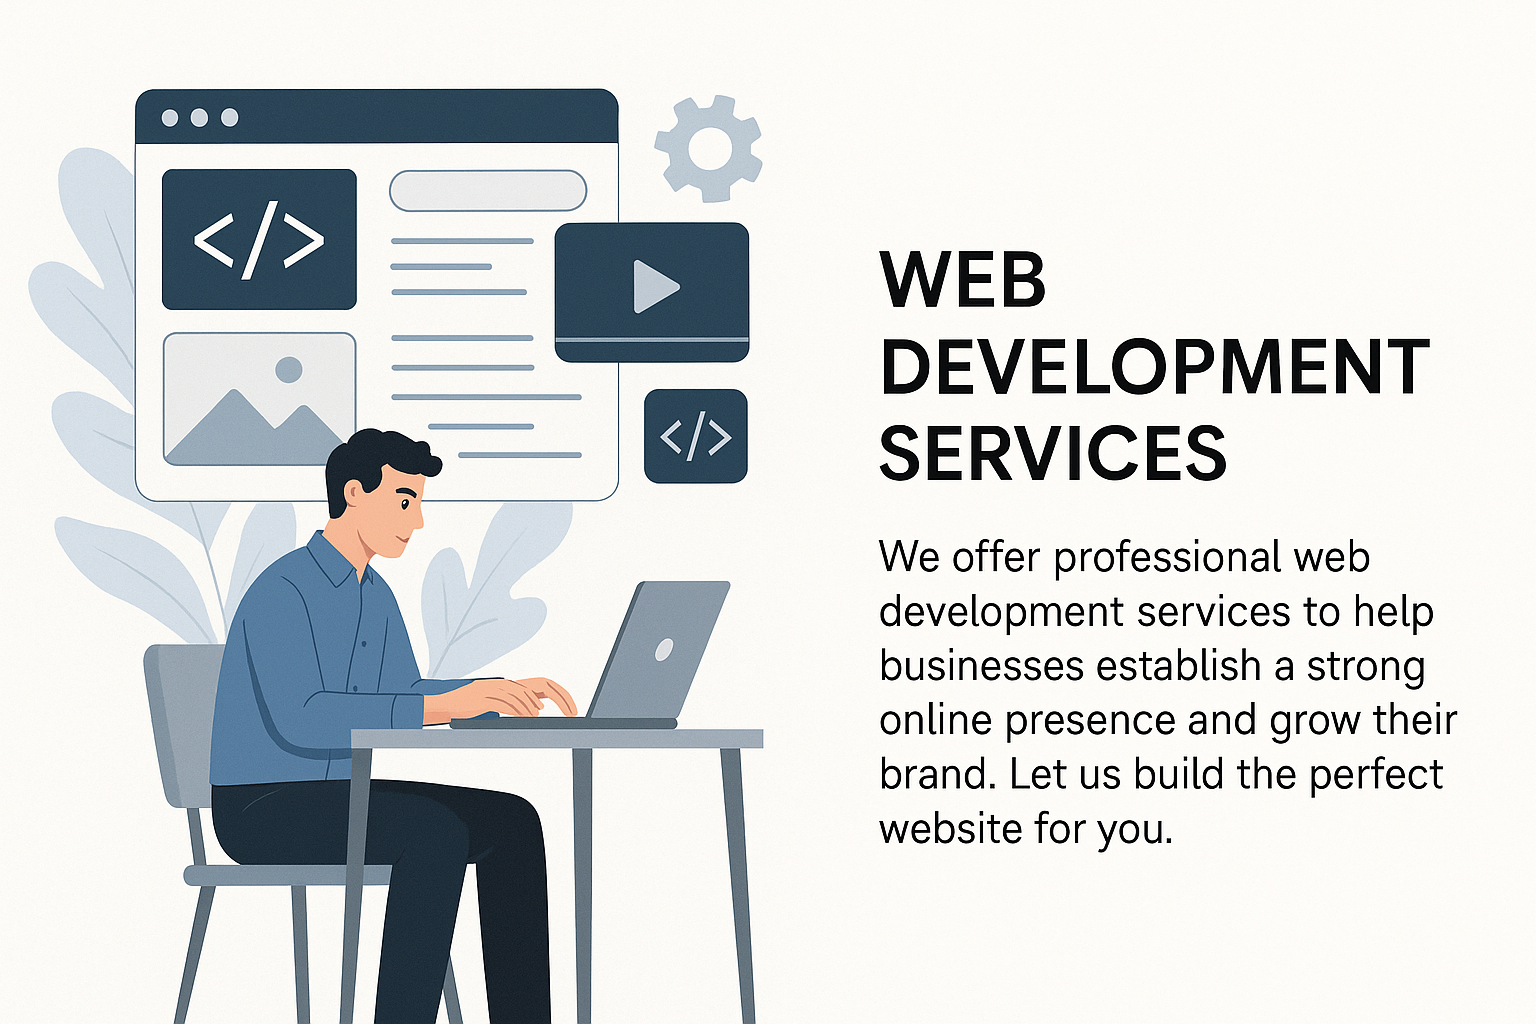 </>
</>
WEB
DEVELOPMENT
SERVICES
We offer professional web
development services to help
businesses establish a strong
online presence and grow their
brand. Let us build the perfect
website for you.